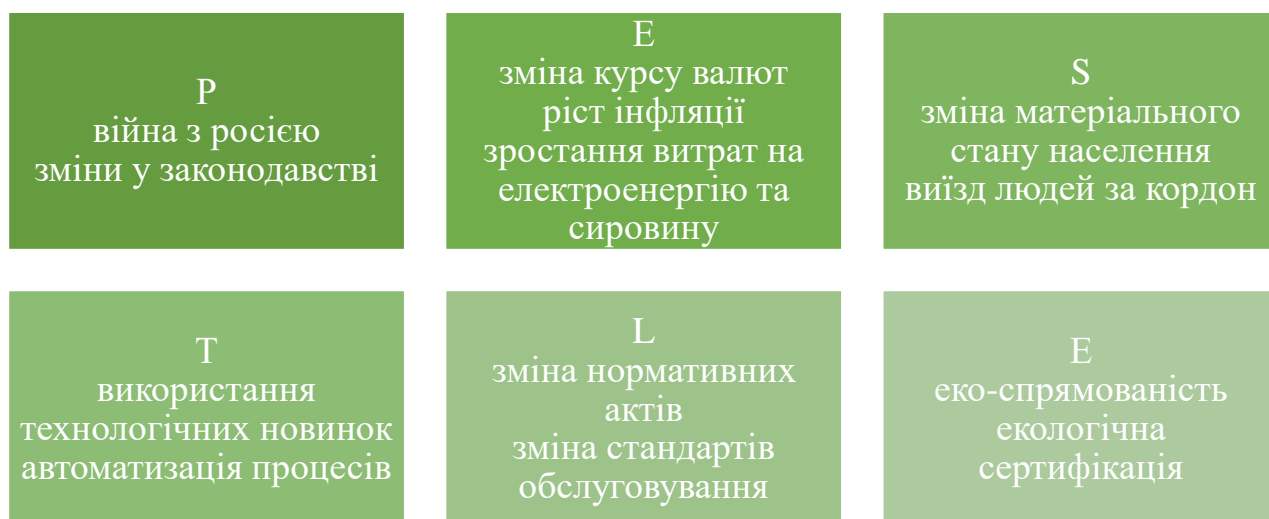 P
війна з росією
зміни у законодавстві
E
зміна курсу валют
ріст інфляції
зростання витрат на
електроенергію та
сировину
S
зміна матеріального
стану населення
виїзд людей за кордон
T
використання
технологічних новинок
автоматизація процесів
L
зміна нормативних
актів
зміна стандартів
обслуговування
E
еко-спрямованість
екологічна
сертифікація